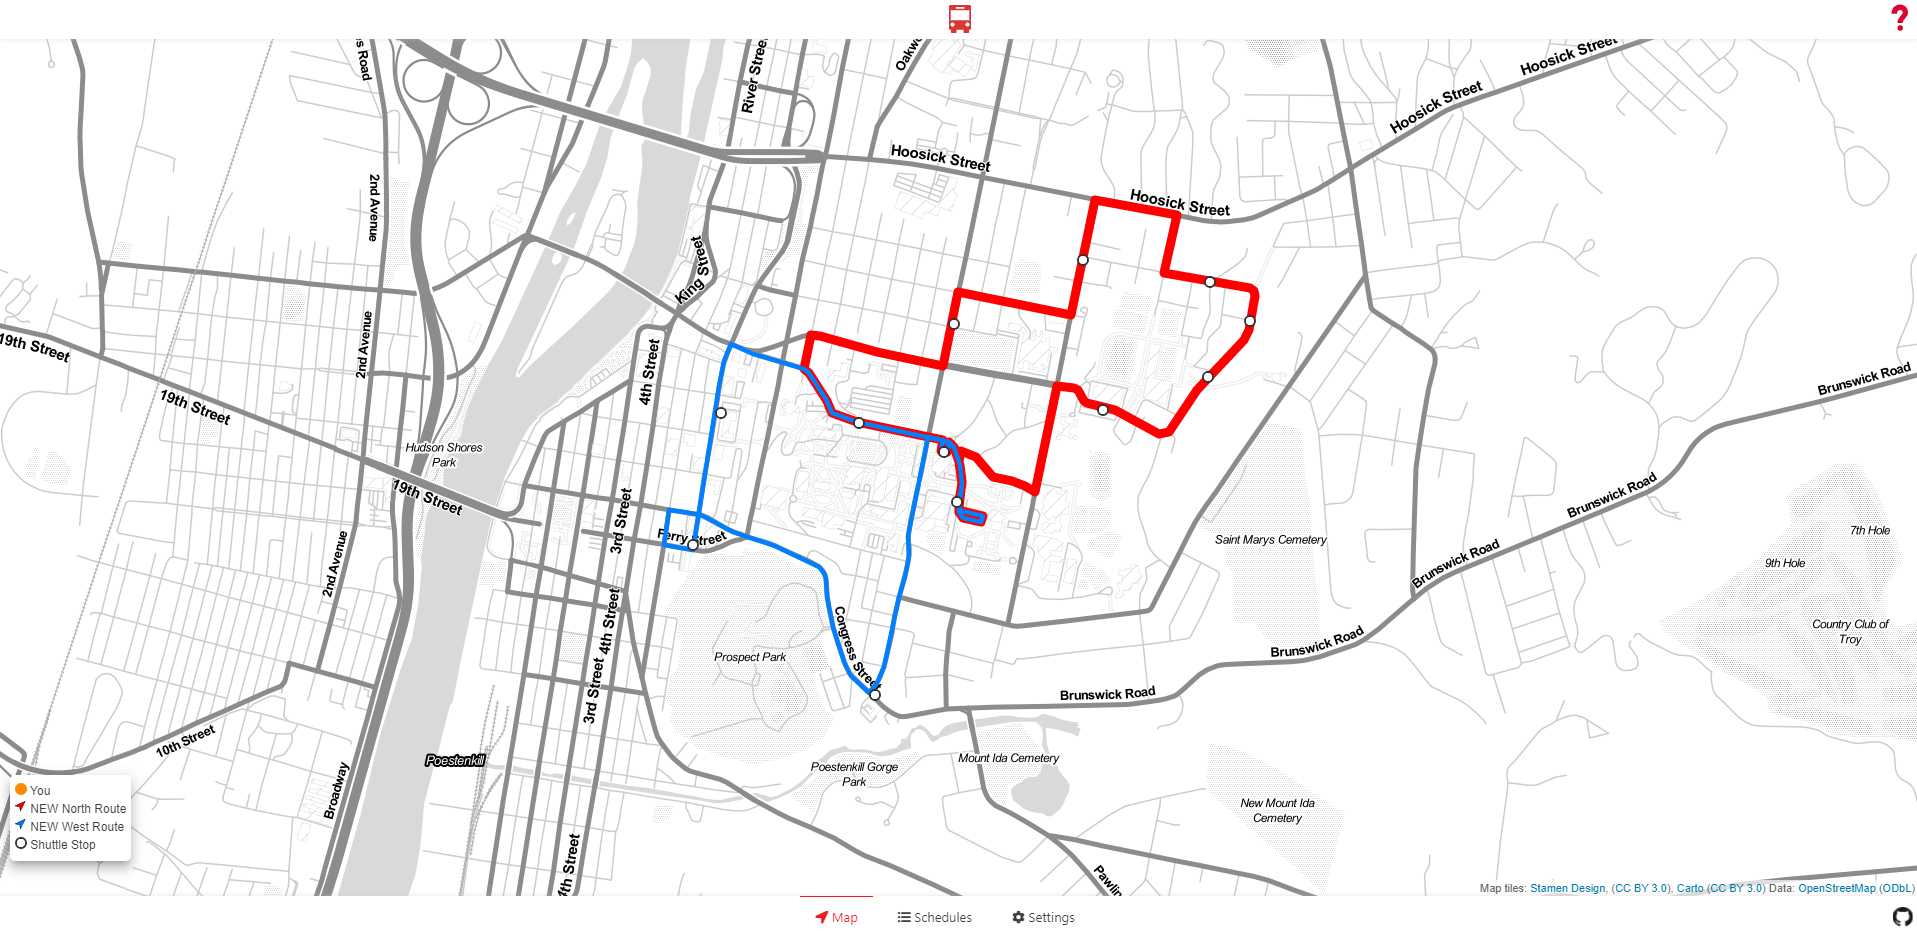 es Road
River Street
Oakwo
Hoosick Street
Hoosick Street
Hoosick Street
Hoosick Street
2nd Avenue
King Street
19th Street
2nd Avenue
4th Street
19th Street
Brunswick Road
Hudson Shores
Park
19th Street
3rd Street
Ferry Street
2nd Avenue
Saint Marys Cemetery
Brunswick Road
Brunswick Road
7th Hole
9th Hole
4th Street
Congress Street
Country Club of
Troy
Prospect Park
Brunswick Road
3rd Street
Brunswick Road
10th Street
Poestenkill
Poestenkill Gorge
Park
Mount Ida Cemetery
Broadway
New Mount Ida
Cemetery
4th Street
Pawlin
You
NEW North Route
NEW West Route
Shuttle Stop
Map tiles: Stamen Design, (CC BY 3.0), Carto (CC BY 3.0) Data: OpenStreetMap (ODbL)
Map
Schedules
Settings